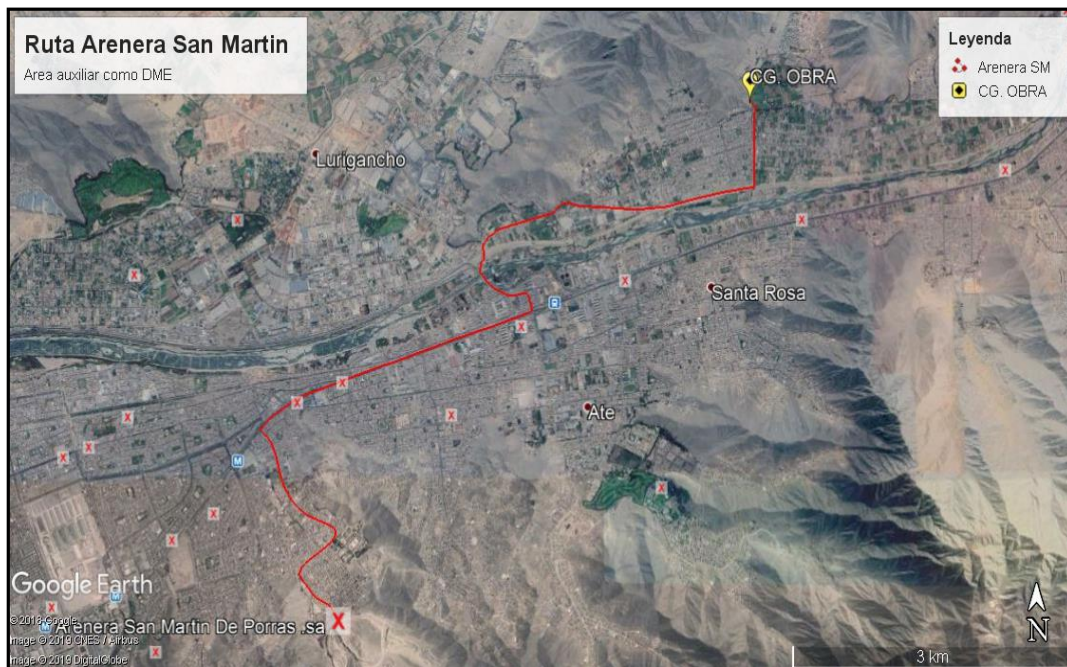 Ruta Arenera San Martin
Area auxiliar como DME
Leyenda
Arenera SM
CG. OBRA
CG. OBRA
Lurigancho
Santa Rosa
Ate
Google Earth
Arenera San Martin De Porras .sa
© 2018 Google
Image © 2019 CNES / Airbus
Image © 2019 DigitalGlobe
N
3 km